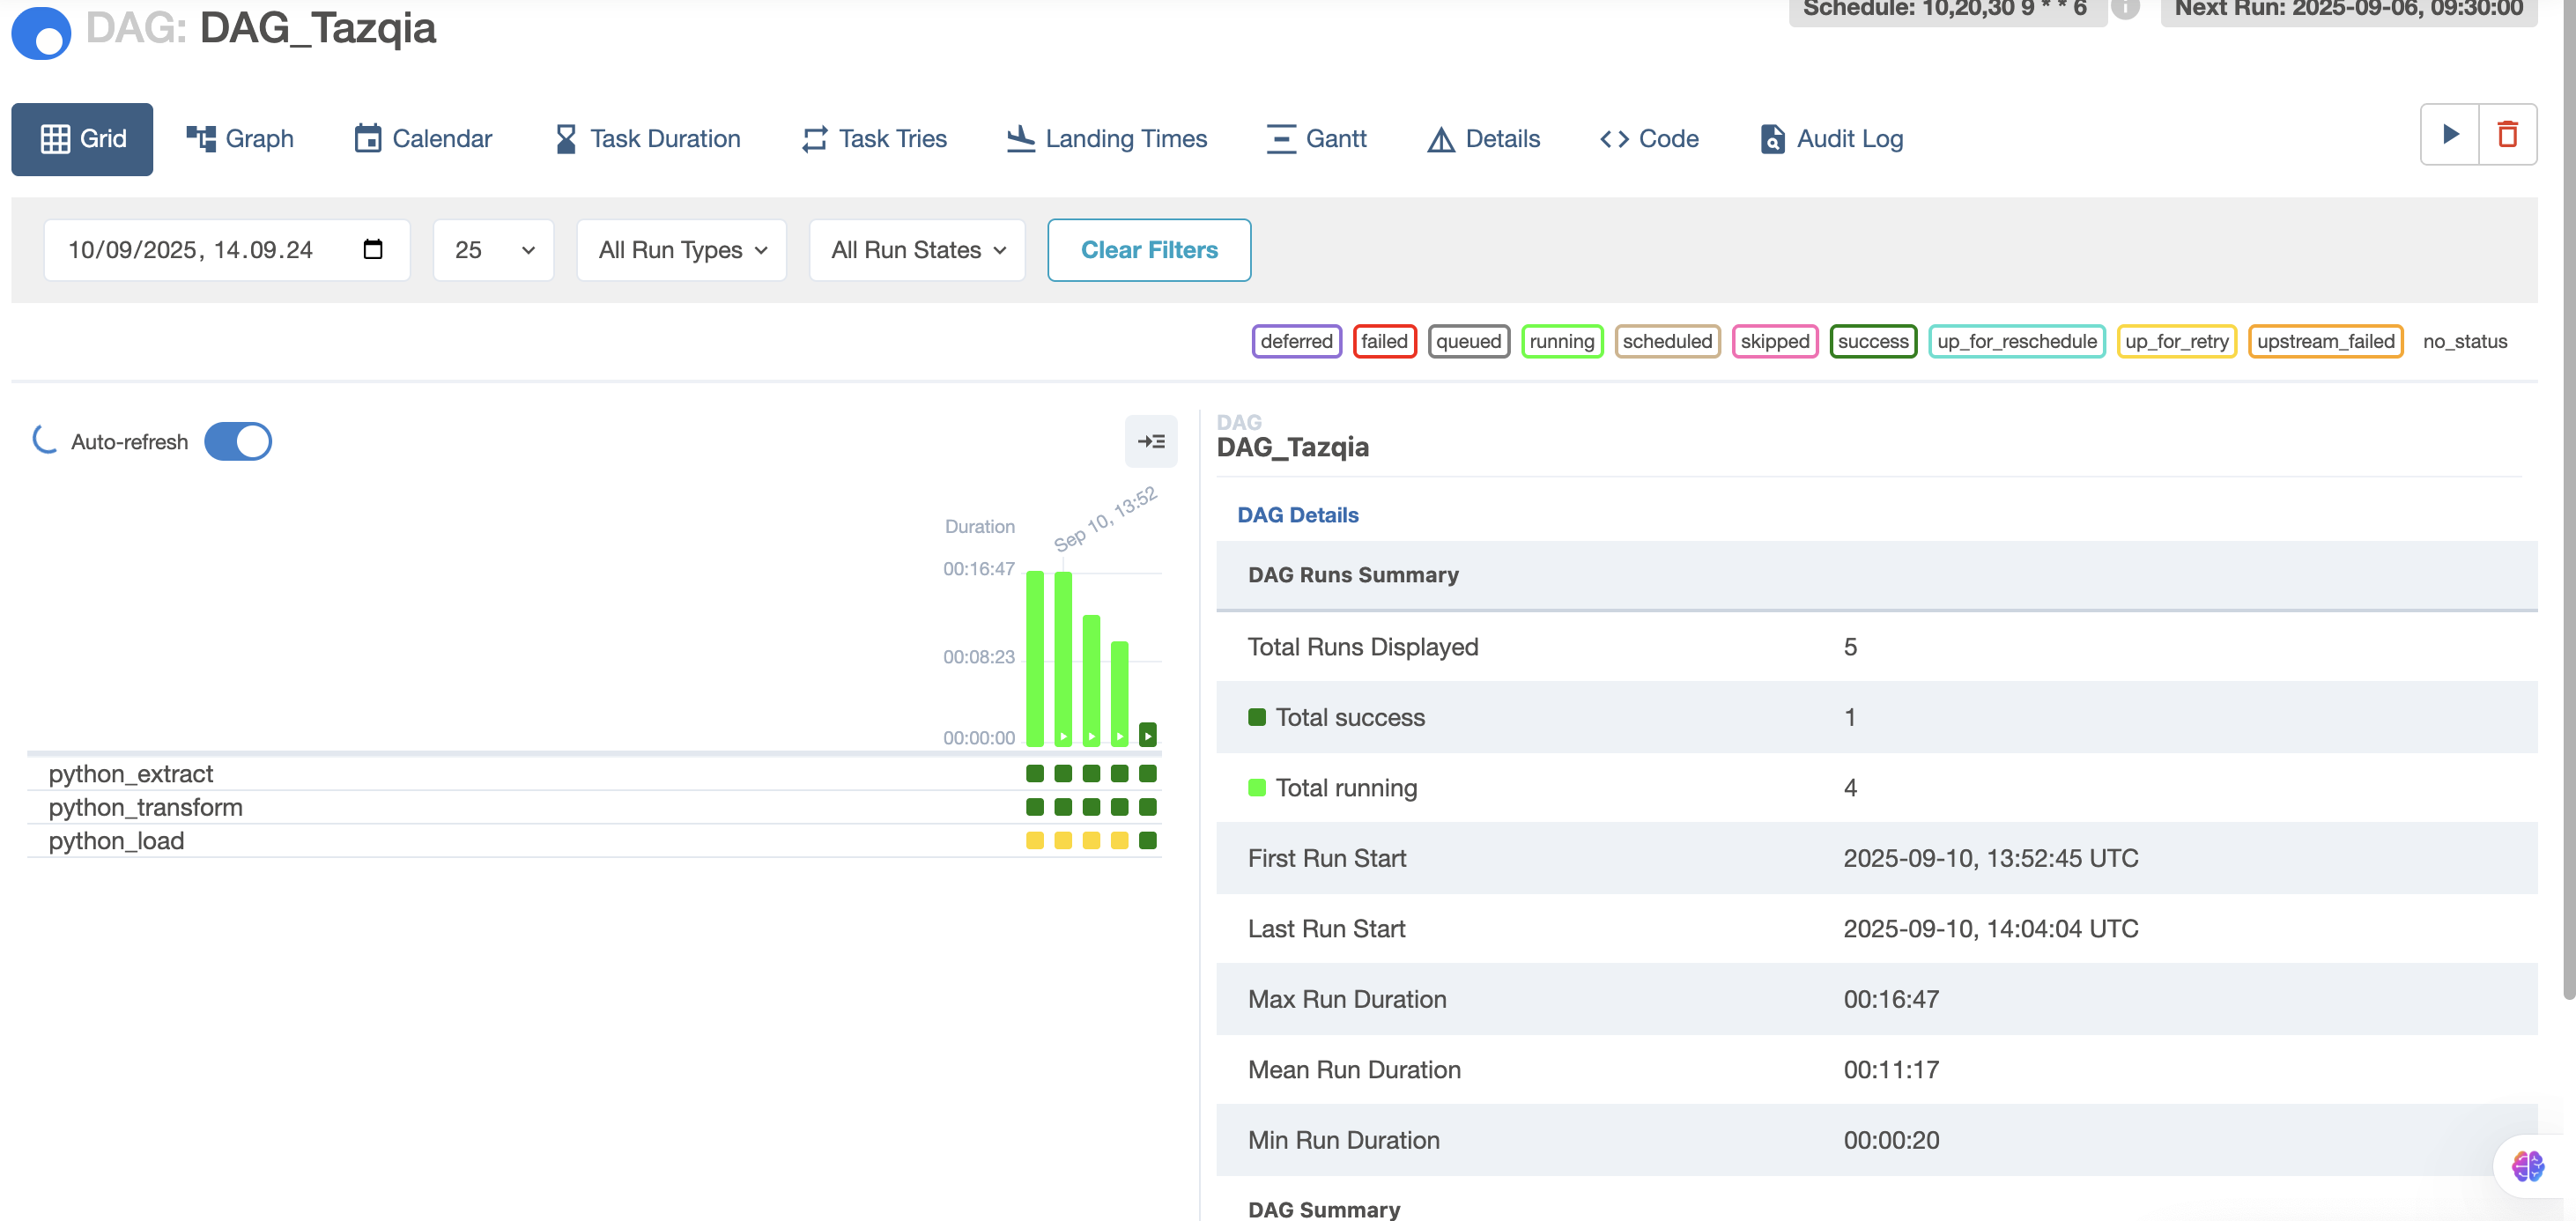 DAG: DAG_Tazqia
Schedule: 10,20,30 9 * * 6
Next Run: 2025-09-06, 09:30:00
Grid
Graph
Calendar
Task Duration
Task Tries
Landing Times
Gantt
Details
Code
Audit Log
10/09/2025, 14.09.24
25
All Run Types
All Run States
Clear Filters
deferred
failed
queued
running
scheduled
skipped
success
up_for_reschedule
up_for_retry
upstream_failed
no_status
Auto-refresh
Duration
Sep 10, 13:52
00:16:47
00:08:23
00:00:00
python_extract
python_transform
python_load
DAG
DAG_Tazqia
DAG Details
DAG Runs Summary
Total Runs Displayed 5
Total success 1
Total running 4
First Run Start 2025-09-10, 13:52:45 UTC
Last Run Start 2025-09-10, 14:04:04 UTC
Max Run Duration 00:16:47
Mean Run Duration 00:11:17
Min Run Duration 00:00:20
DAG Summary